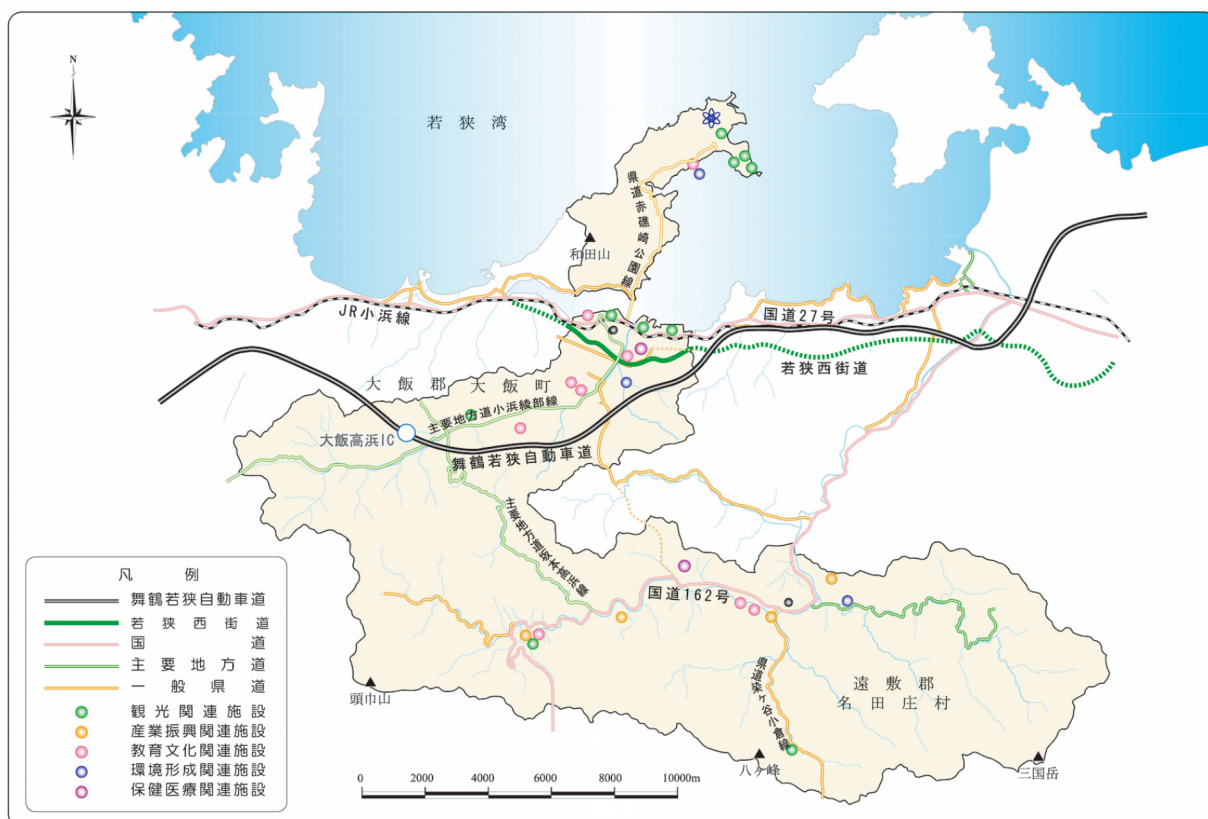 N
若狭湾
県道赤礁崎公園線
和田山
JR小浜線
国道27号
若狭西街道
大飯郡 大飯町
主要地方道小浜綾部線
大飯高浜IC
舞鶴若狭自動車道
主要地方道坂本高浜線
国道162号
県道染ヶ谷小倉線
遠敷郡
名田庄村
頭巾山
八ヶ峰
三国岳
凡例
舞鶴若狭自動車道
若狭西街道
国道
主要地方道
一般県道
観光関連施設
産業振興関連施設
教育文化関連施設
環境形成関連施設
保健医療関連施設
0 2000 4000 6000 8000 10000m